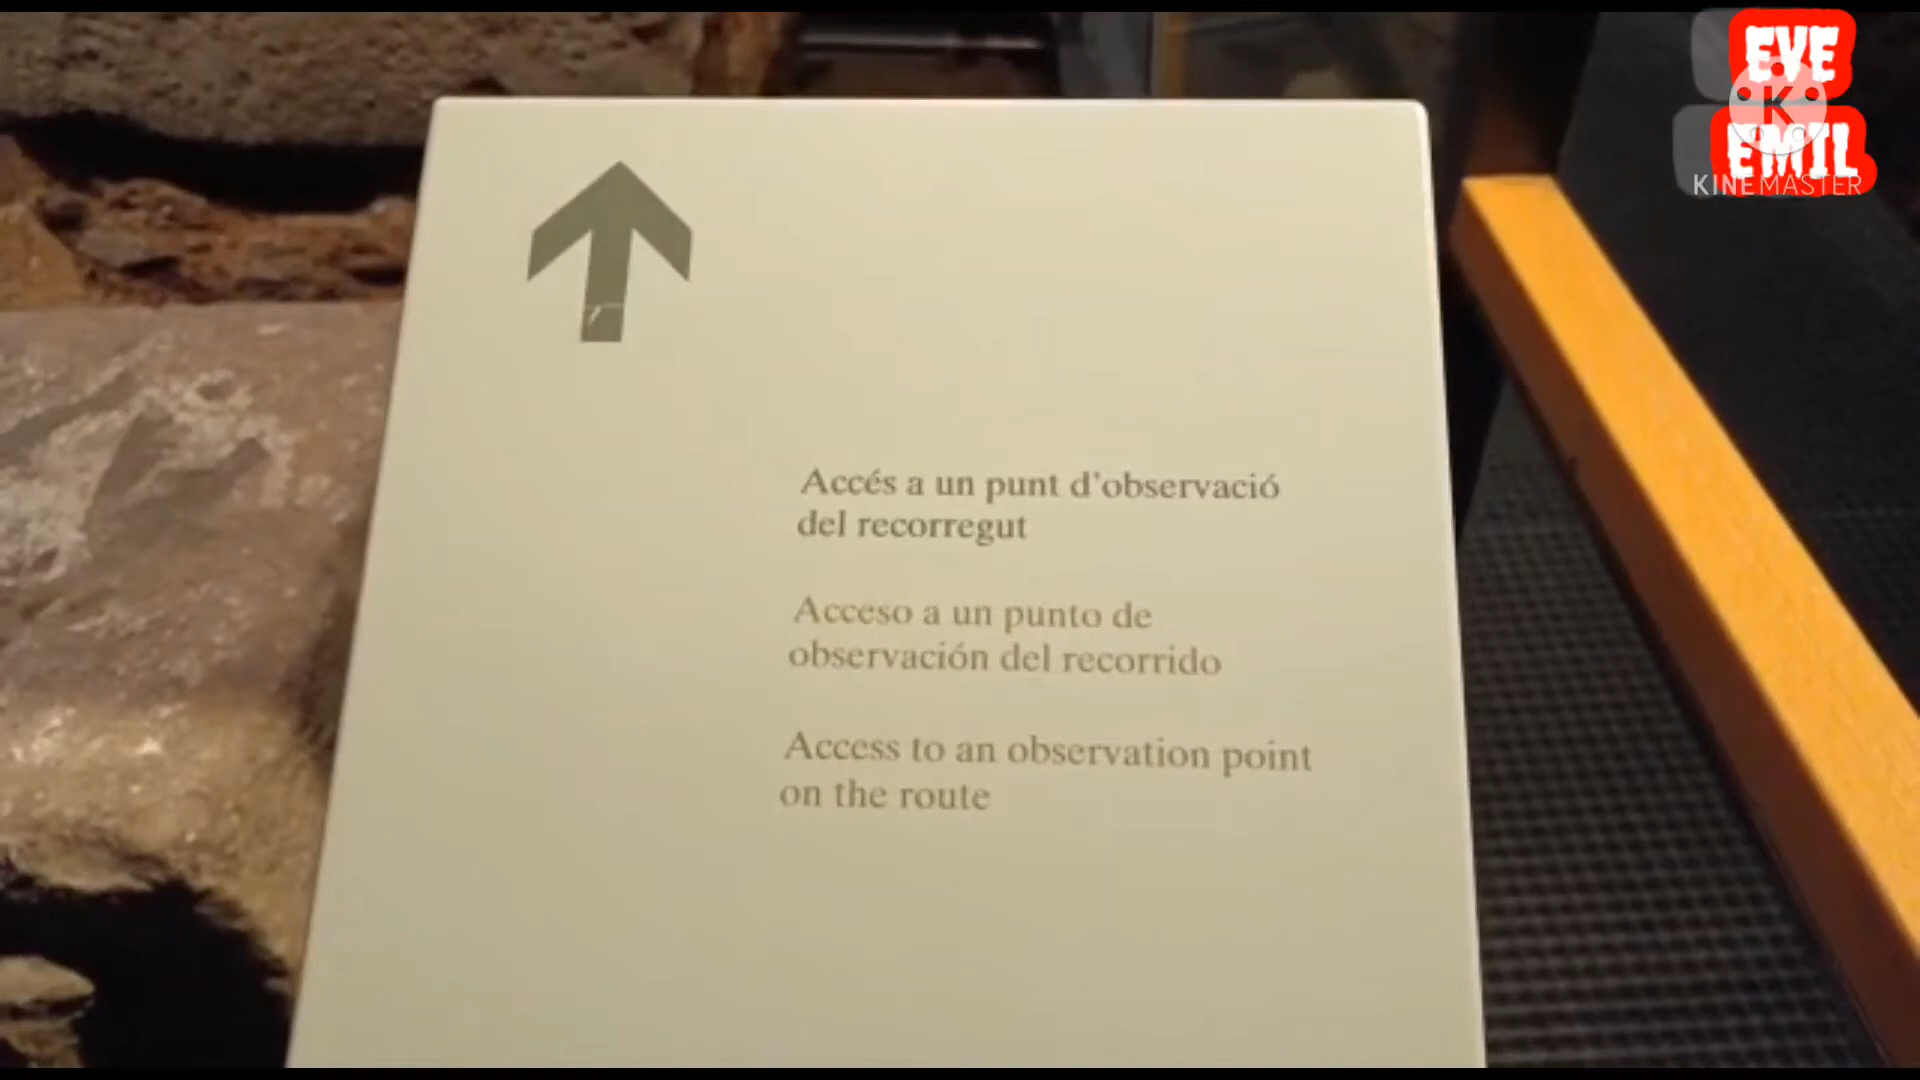 EVE
EMIL
KINEMASTER
Accés a un punt d'observació
del recorregut
Acceso a un punto de
observación del recorrido
Access to an observation point
on the route